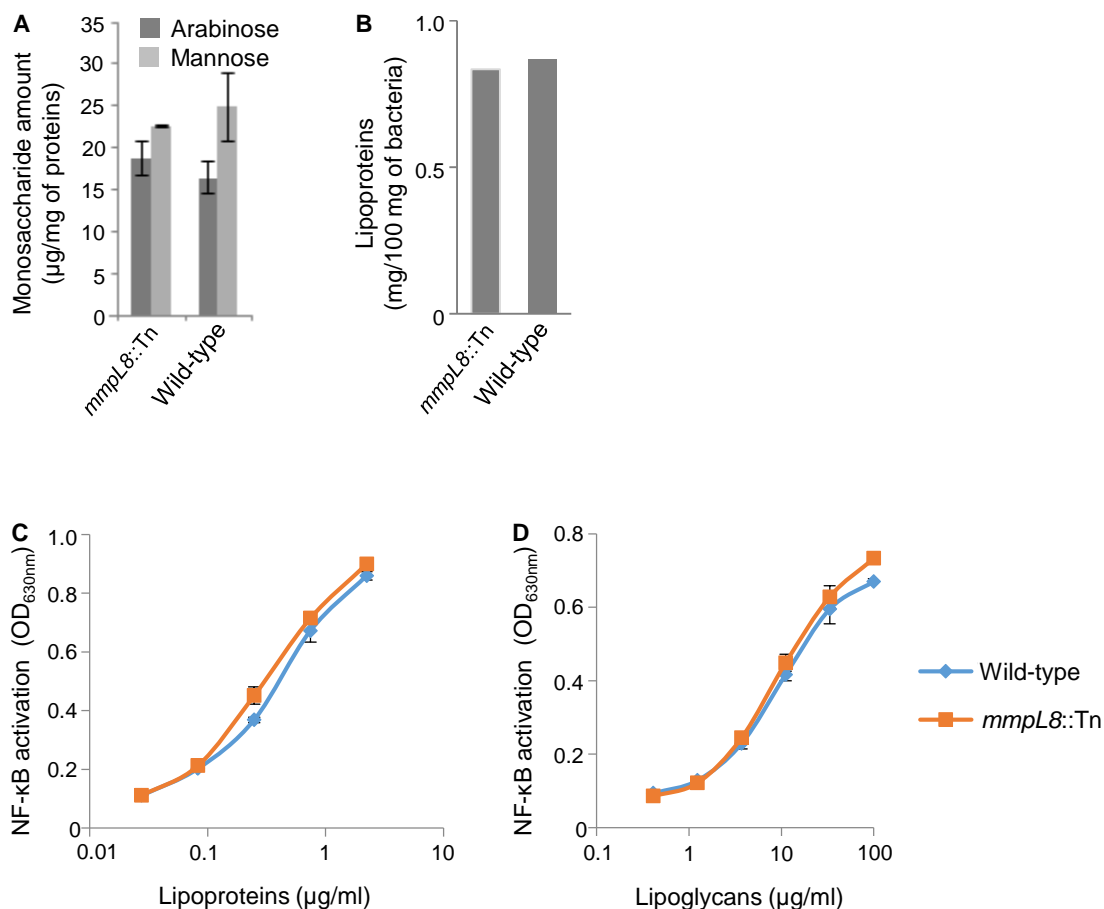 A
Arabinose
Mannose
Monosaccharide amount
(µg/mg of proteins)
35
30
25
20
15
10
5
0
mmpL8::Tn
Wild-type
B
Lipoproteins
(mg/100 mg of bacteria)
1.0
0.5
0
mmpL8::Tn
Wild-type
C
NF-κB activation (OD630nm)
1.0
0.8
0.6
0.4
0.2
0
0.01 0.1 1 10
Lipoproteins (µg/ml)
D
NF-κB activation (OD630nm)
0.8
0.6
0.4
0.2
0
0.1 1 10 100
Lipoglycans (µg/ml)
Wild-type
mmpL8::Tn